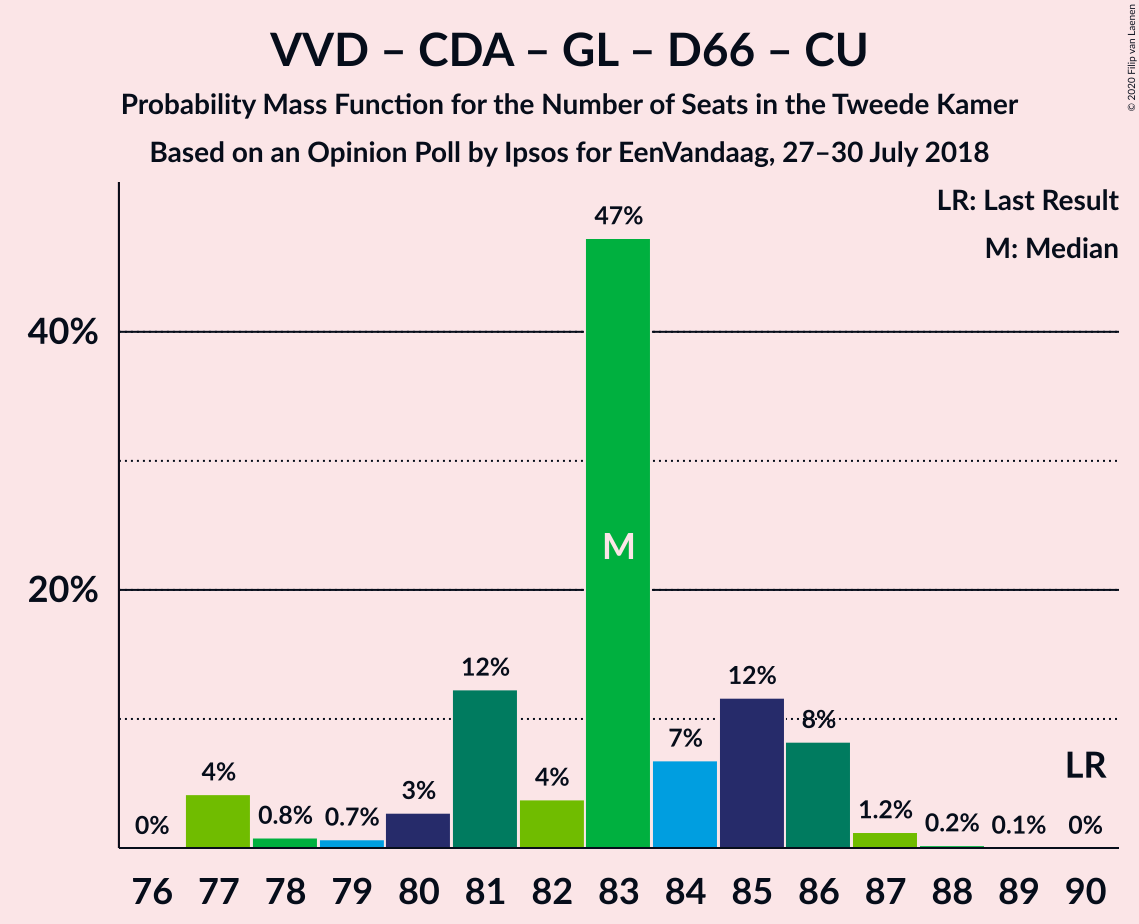 VVD – CDA – GL – D66 – CU
Probability Mass Function for the Number of Seats in the Tweede Kamer
Based on an Opinion Poll by Ipsos for EenVandaag, 27–30 July 2018
© 2020 Filip van Laenen
LR: Last Result
M: Median
40%
20%
0%
4%
0.8%
0.7%
3%
12%
4%
47%
M
7%
12%
8%
1.2%
0.2%
0.1%
0%
LR
76 77 78 79 80 81 82 83 84 85 86 87 88 89 90